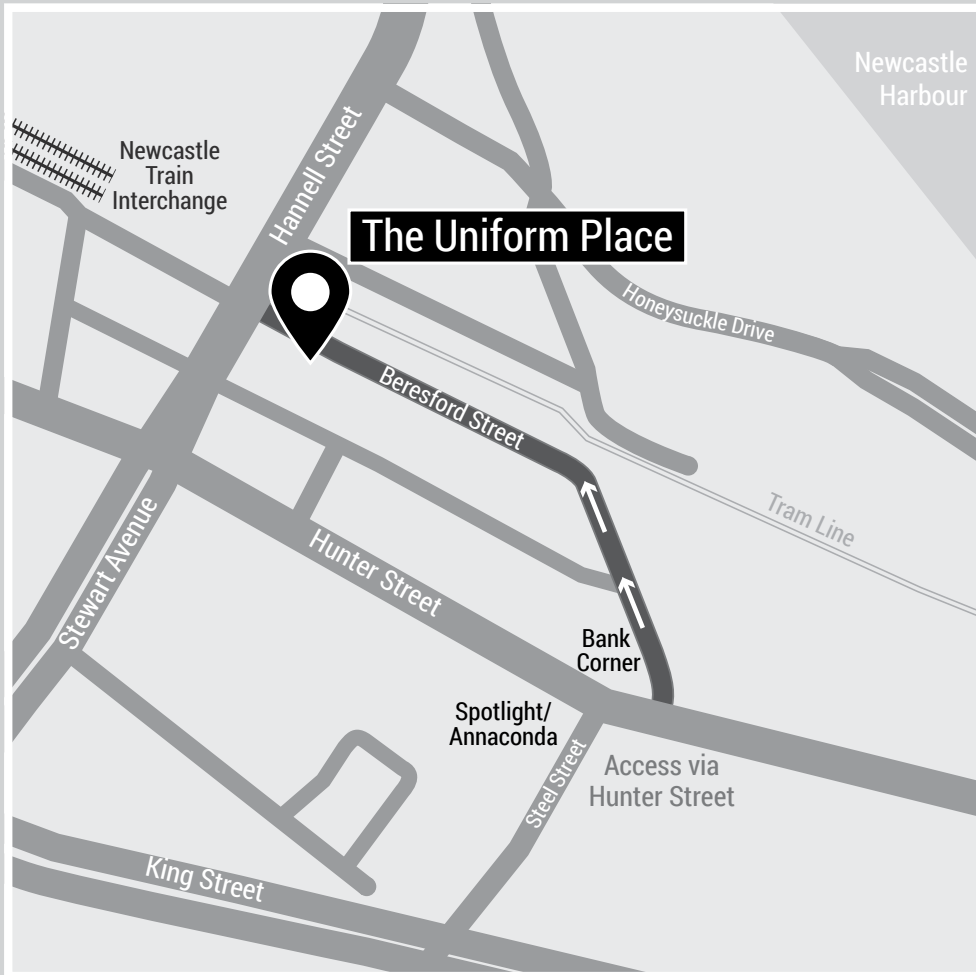 Newcastle
Harbour
Newcastle
Train
Interchange
Hannell Street
The Uniform Place
Honeysuckle Drive
Beresford Street
Tram Line
Stewart Avenue
Hunter Street
Bank
Corner
Spotlight/
Annaconda
Steel Street
Access via
Hunter Street
King Street